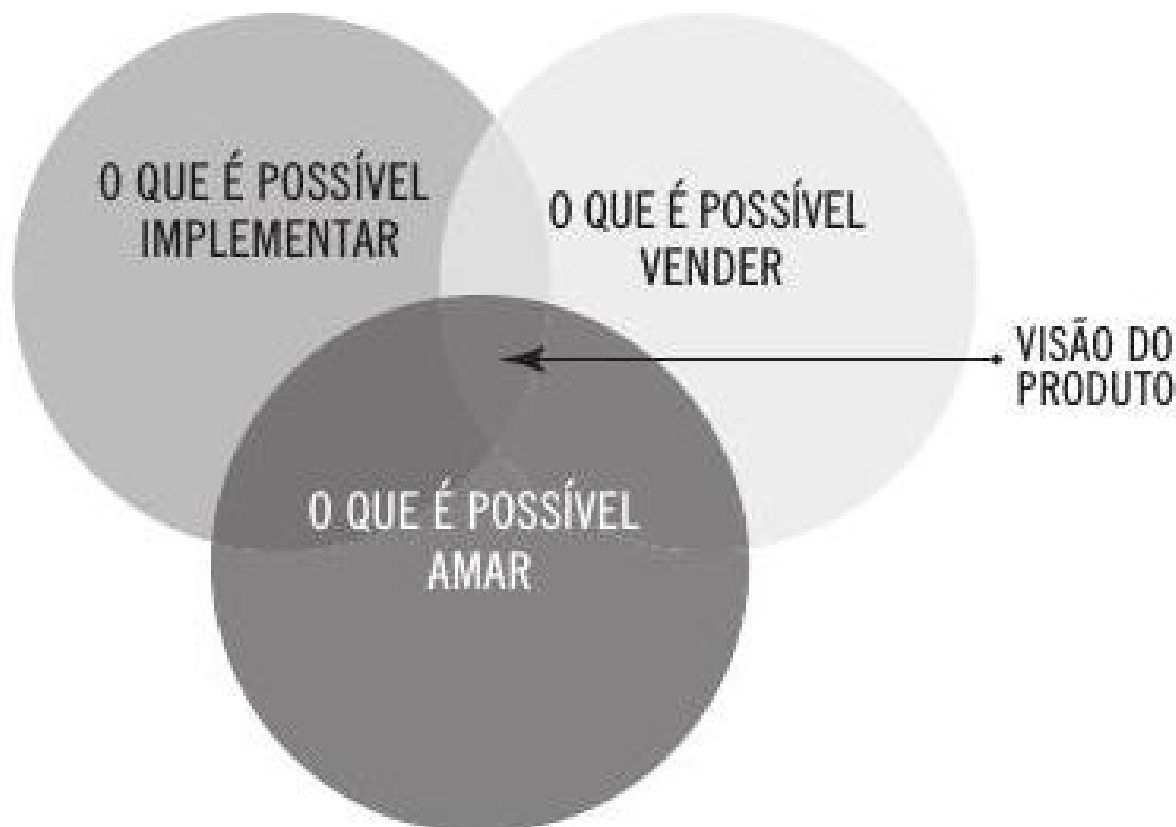 O QUE É POSSÍVEL
IMPLEMENTAR
O QUE É POSSÍVEL
VENDER
VISÃO DO
PRODUTO
O QUE É POSSÍVEL
AMAR